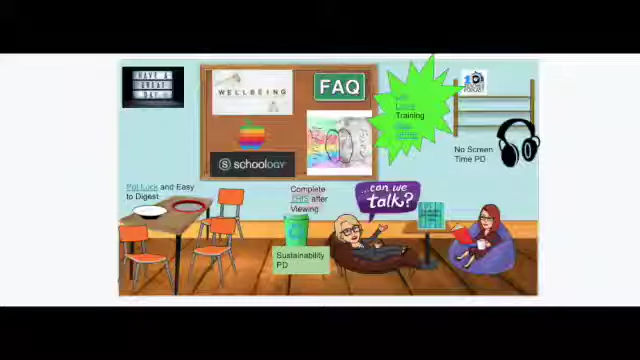 HAVE A
GREAT
DAY
WELLBEING
FAQ
Training
schoology
No Screen
Time PD
Pot Luck and Easy
to Digest
Complete
THIS after
Viewing
...can we
talk?
Sustainability
PD